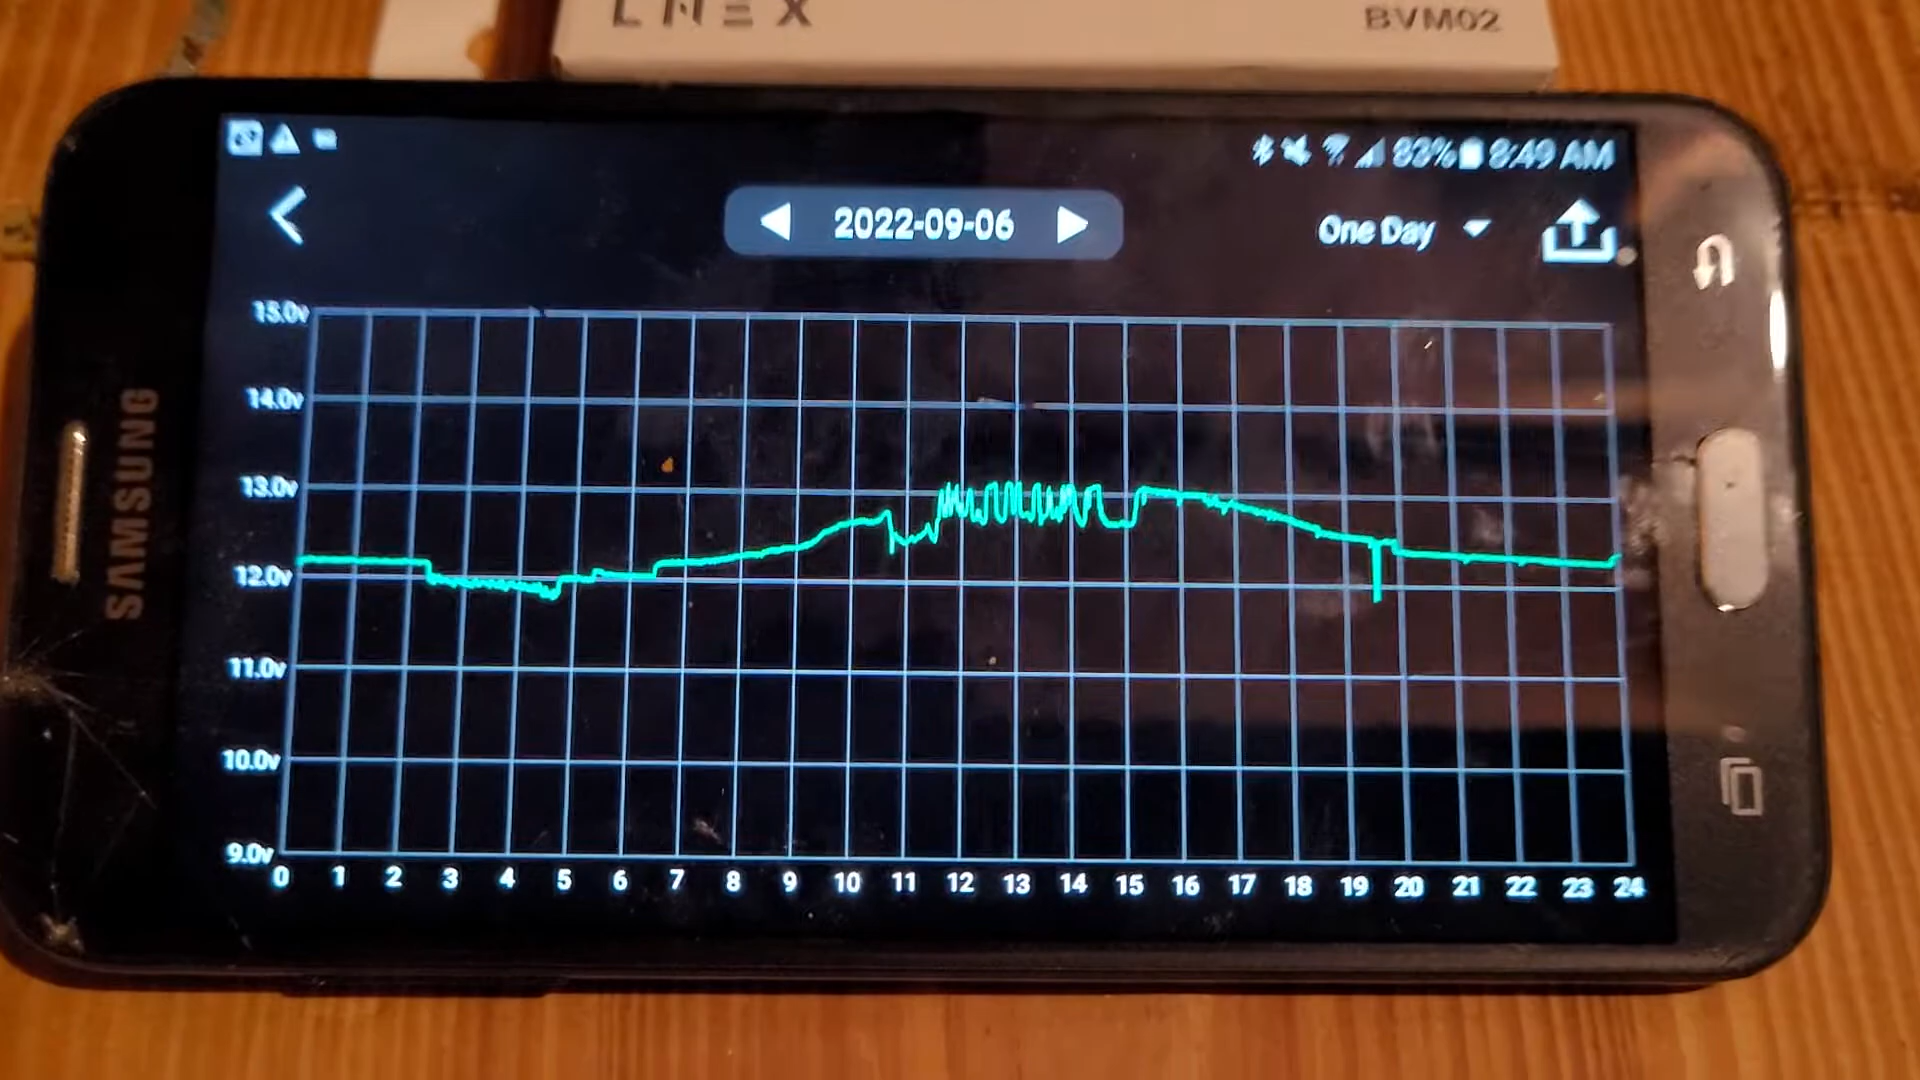 BVM02
SAMSUNG
83% 8:49 AM
2022-09-06
One Day
15.0v
14.0v
13.0v
12.0v
11.0v
10.0v
9.0v
0 1 2 3 4 5 6 7 8 9 10 11 12 13 14 15 16 17 18 19 20 21 22 23 24